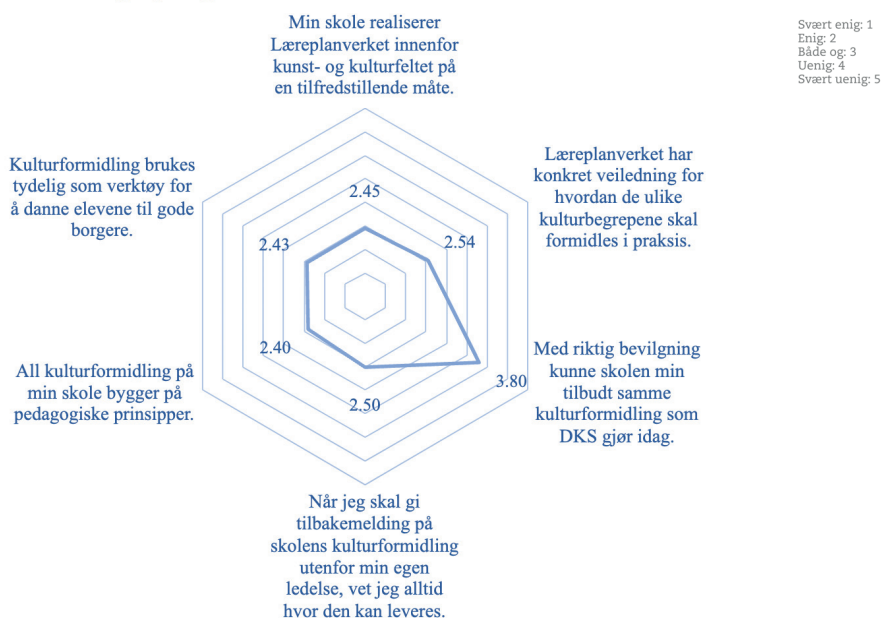 Min skole realiserer
Læreplanverket innenfor
kunst- og kulturfeltet på
en tilfredstillende måte.
Svært enig: 1
Enig: 2
Både og: 3
Uenig: 4
Svært uenig: 5
Kulturformidling brukes
tydelig som verktøy for
å danne elevene til gode
borgere.
Læreplanverket har
konkret veiledning for
hvordan de ulike
kulturbegrepene skal
formidles i praksis.
2.45
2.43
2.54
2.40
3.80
2.50
All kulturformidling på
min skole bygger på
pedagogiske prinsipper.
Med riktig bevilgning
kunne skolen min
tilbudt samme
kulturformidling som
DKS gjør idag.
Når jeg skal gi
tilbakemelding på
skolens kulturformidling
utenfor min egen
ledelse, vet jeg alltid
hvor den kan leveres.